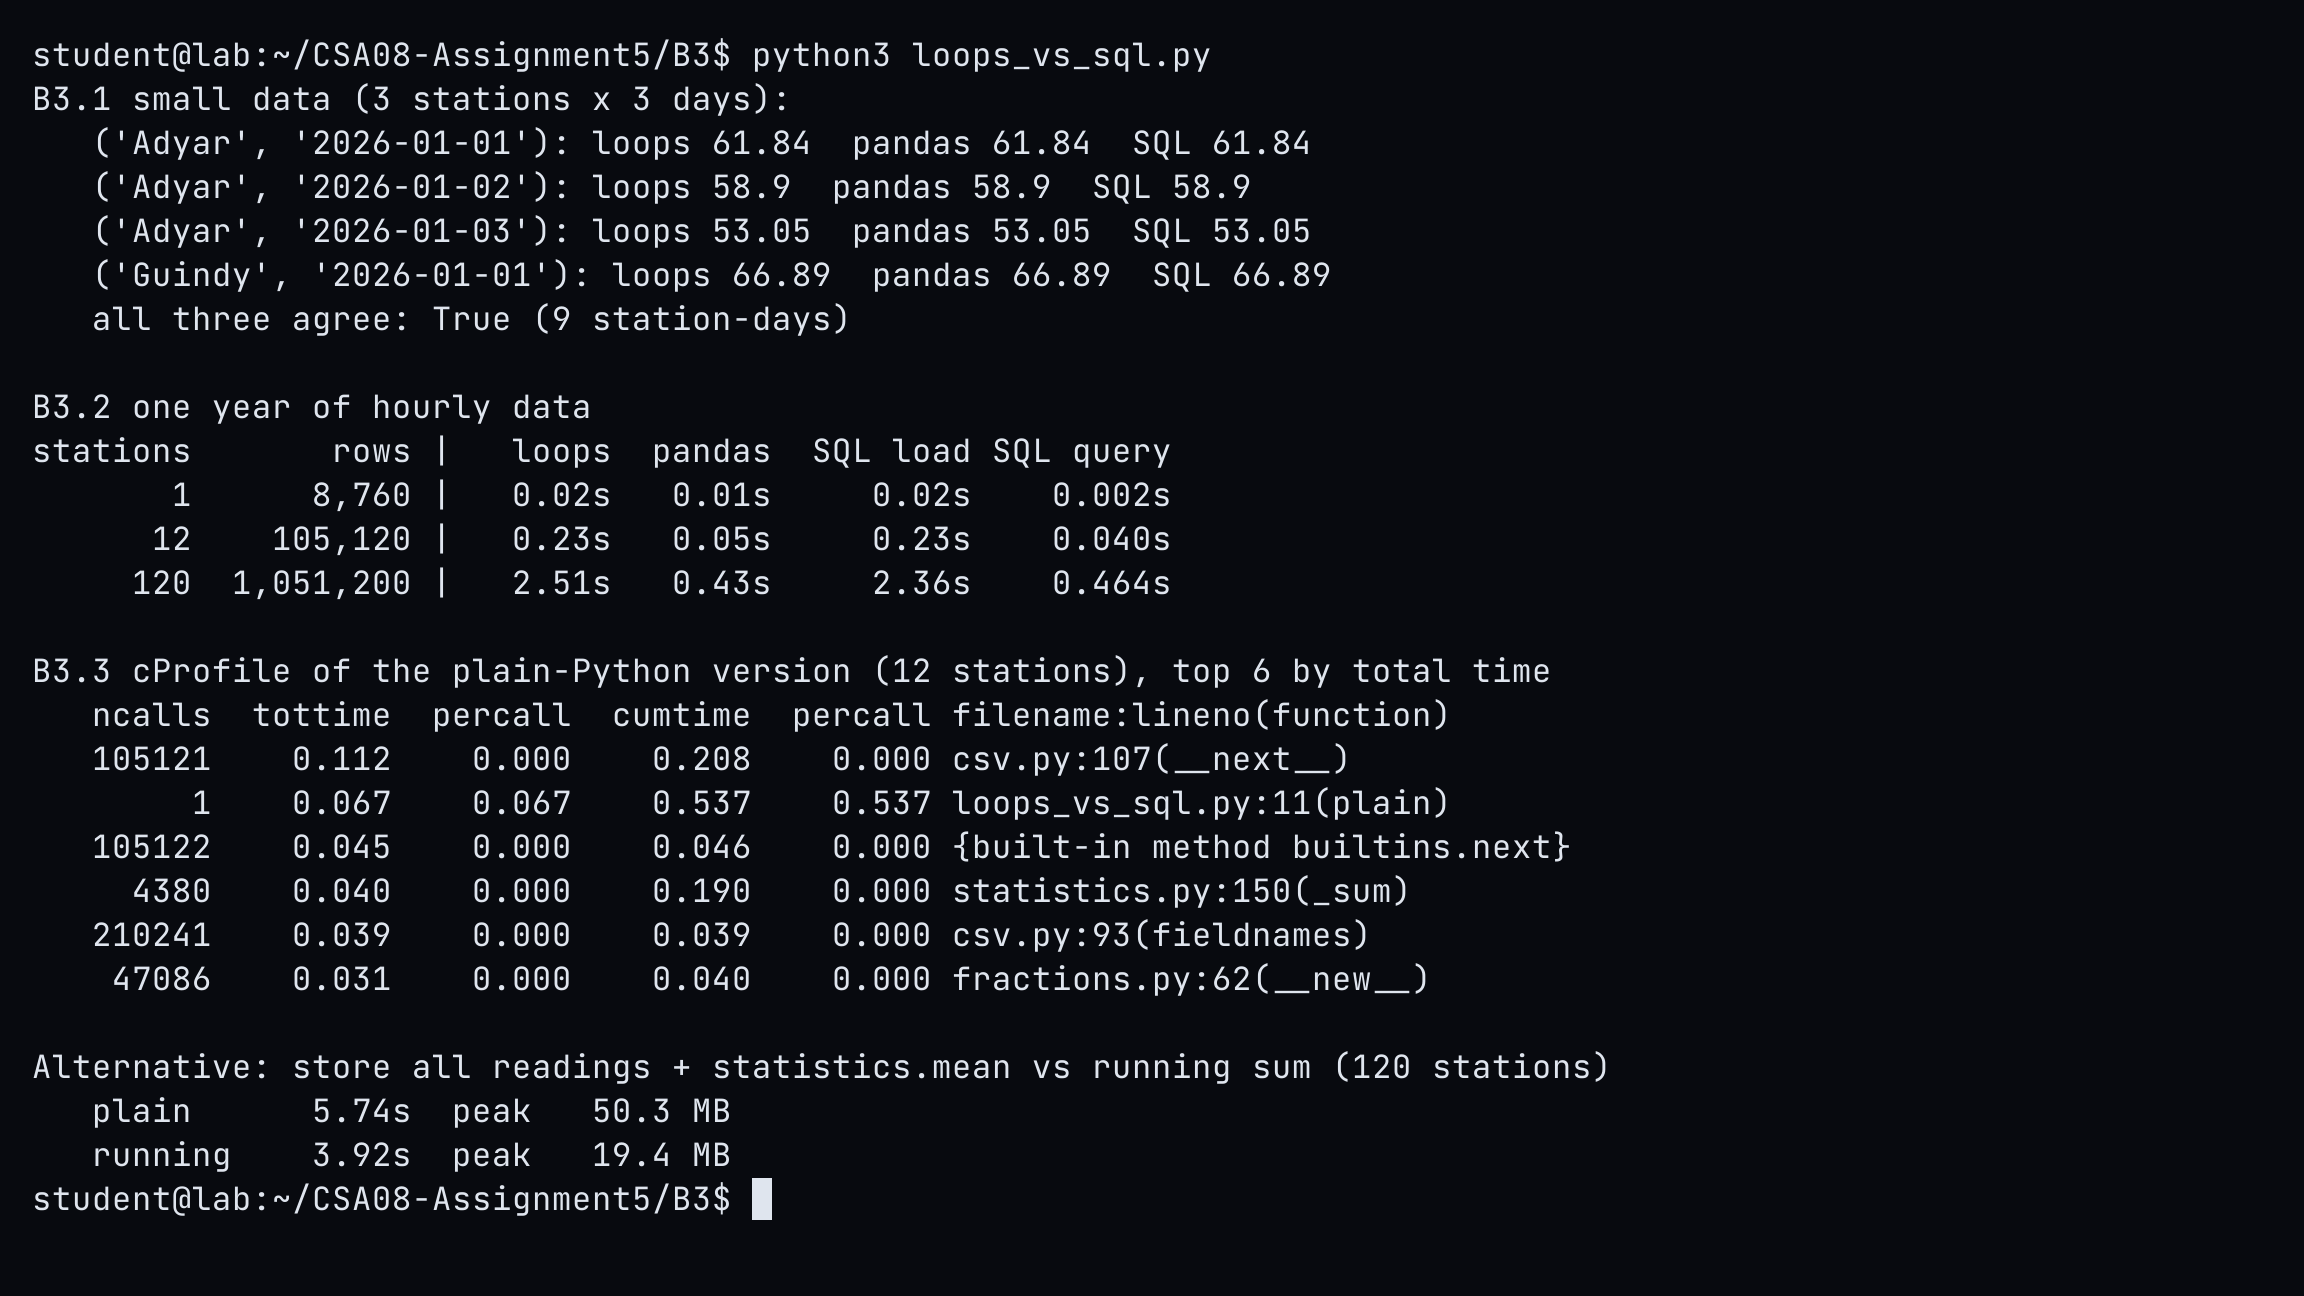 student@lab:~/CSA08-Assignment5/B3$ python3 loops_vs_sql.py
B3.1 small data (3 stations x 3 days):
   ('Adyar', '2026-01-01'): loops 61.84  pandas 61.84  SQL 61.84
   ('Adyar', '2026-01-02'): loops 58.9  pandas 58.9  SQL 58.9
   ('Adyar', '2026-01-03'): loops 53.05  pandas 53.05  SQL 53.05
   ('Guindy', '2026-01-01'): loops 66.89  pandas 66.89  SQL 66.89
   all three agree: True (9 station-days)

B3.2 one year of hourly data
stations       rows |   loops  pandas  SQL load SQL query
       1      8,760 |   0.02s   0.01s     0.02s    0.002s
      12    105,120 |   0.23s   0.05s     0.23s    0.040s
     120  1,051,200 |   2.51s   0.43s     2.36s    0.464s

B3.3 cProfile of the plain-Python version (12 stations), top 6 by total time
   ncalls  tottime  percall  cumtime  percall filename:lineno(function)
   105121    0.112    0.000    0.208    0.000 csv.py:107(__next__)
        1    0.067    0.067    0.537    0.537 loops_vs_sql.py:11(plain)
   105122    0.045    0.000    0.046    0.000 {built-in method builtins.next}
     4380    0.040    0.000    0.190    0.000 statistics.py:150(_sum)
   210241    0.039    0.000    0.039    0.000 csv.py:93(fieldnames)
    47086    0.031    0.000    0.040    0.000 fractions.py:62(__new__)

Alternative: store all readings + statistics.mean vs running sum (120 stations)
   plain      5.74s  peak   50.3 MB
   running    3.92s  peak   19.4 MB
student@lab:~/CSA08-Assignment5/B3$